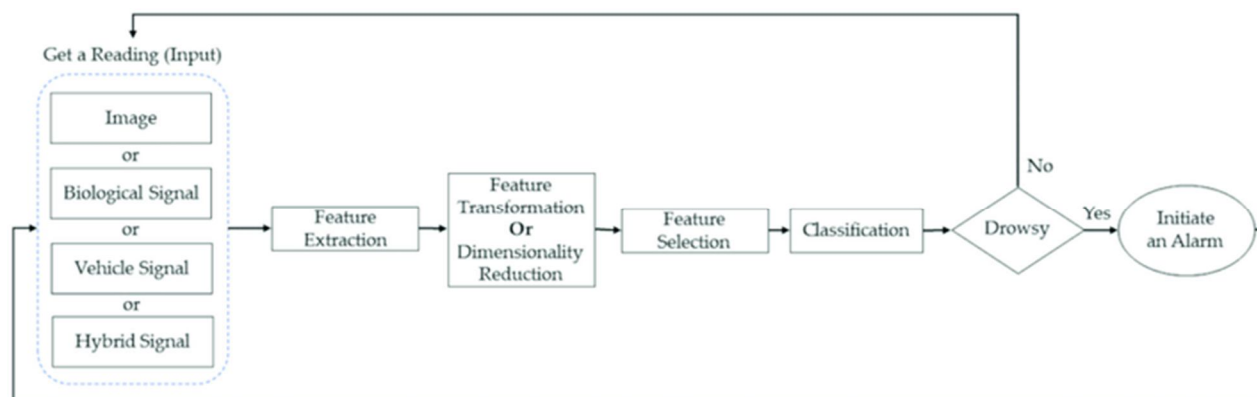 Get a Reading (Input)
Image
or
Biological Signal
or
Vehicle Signal
or
Hybrid Signal
Feature
Extraction
Feature
Transformation
Or
Dimensionality
Reduction
Feature
Selection
Classification
Drowsy
No
Yes
Initiate
an Alarm